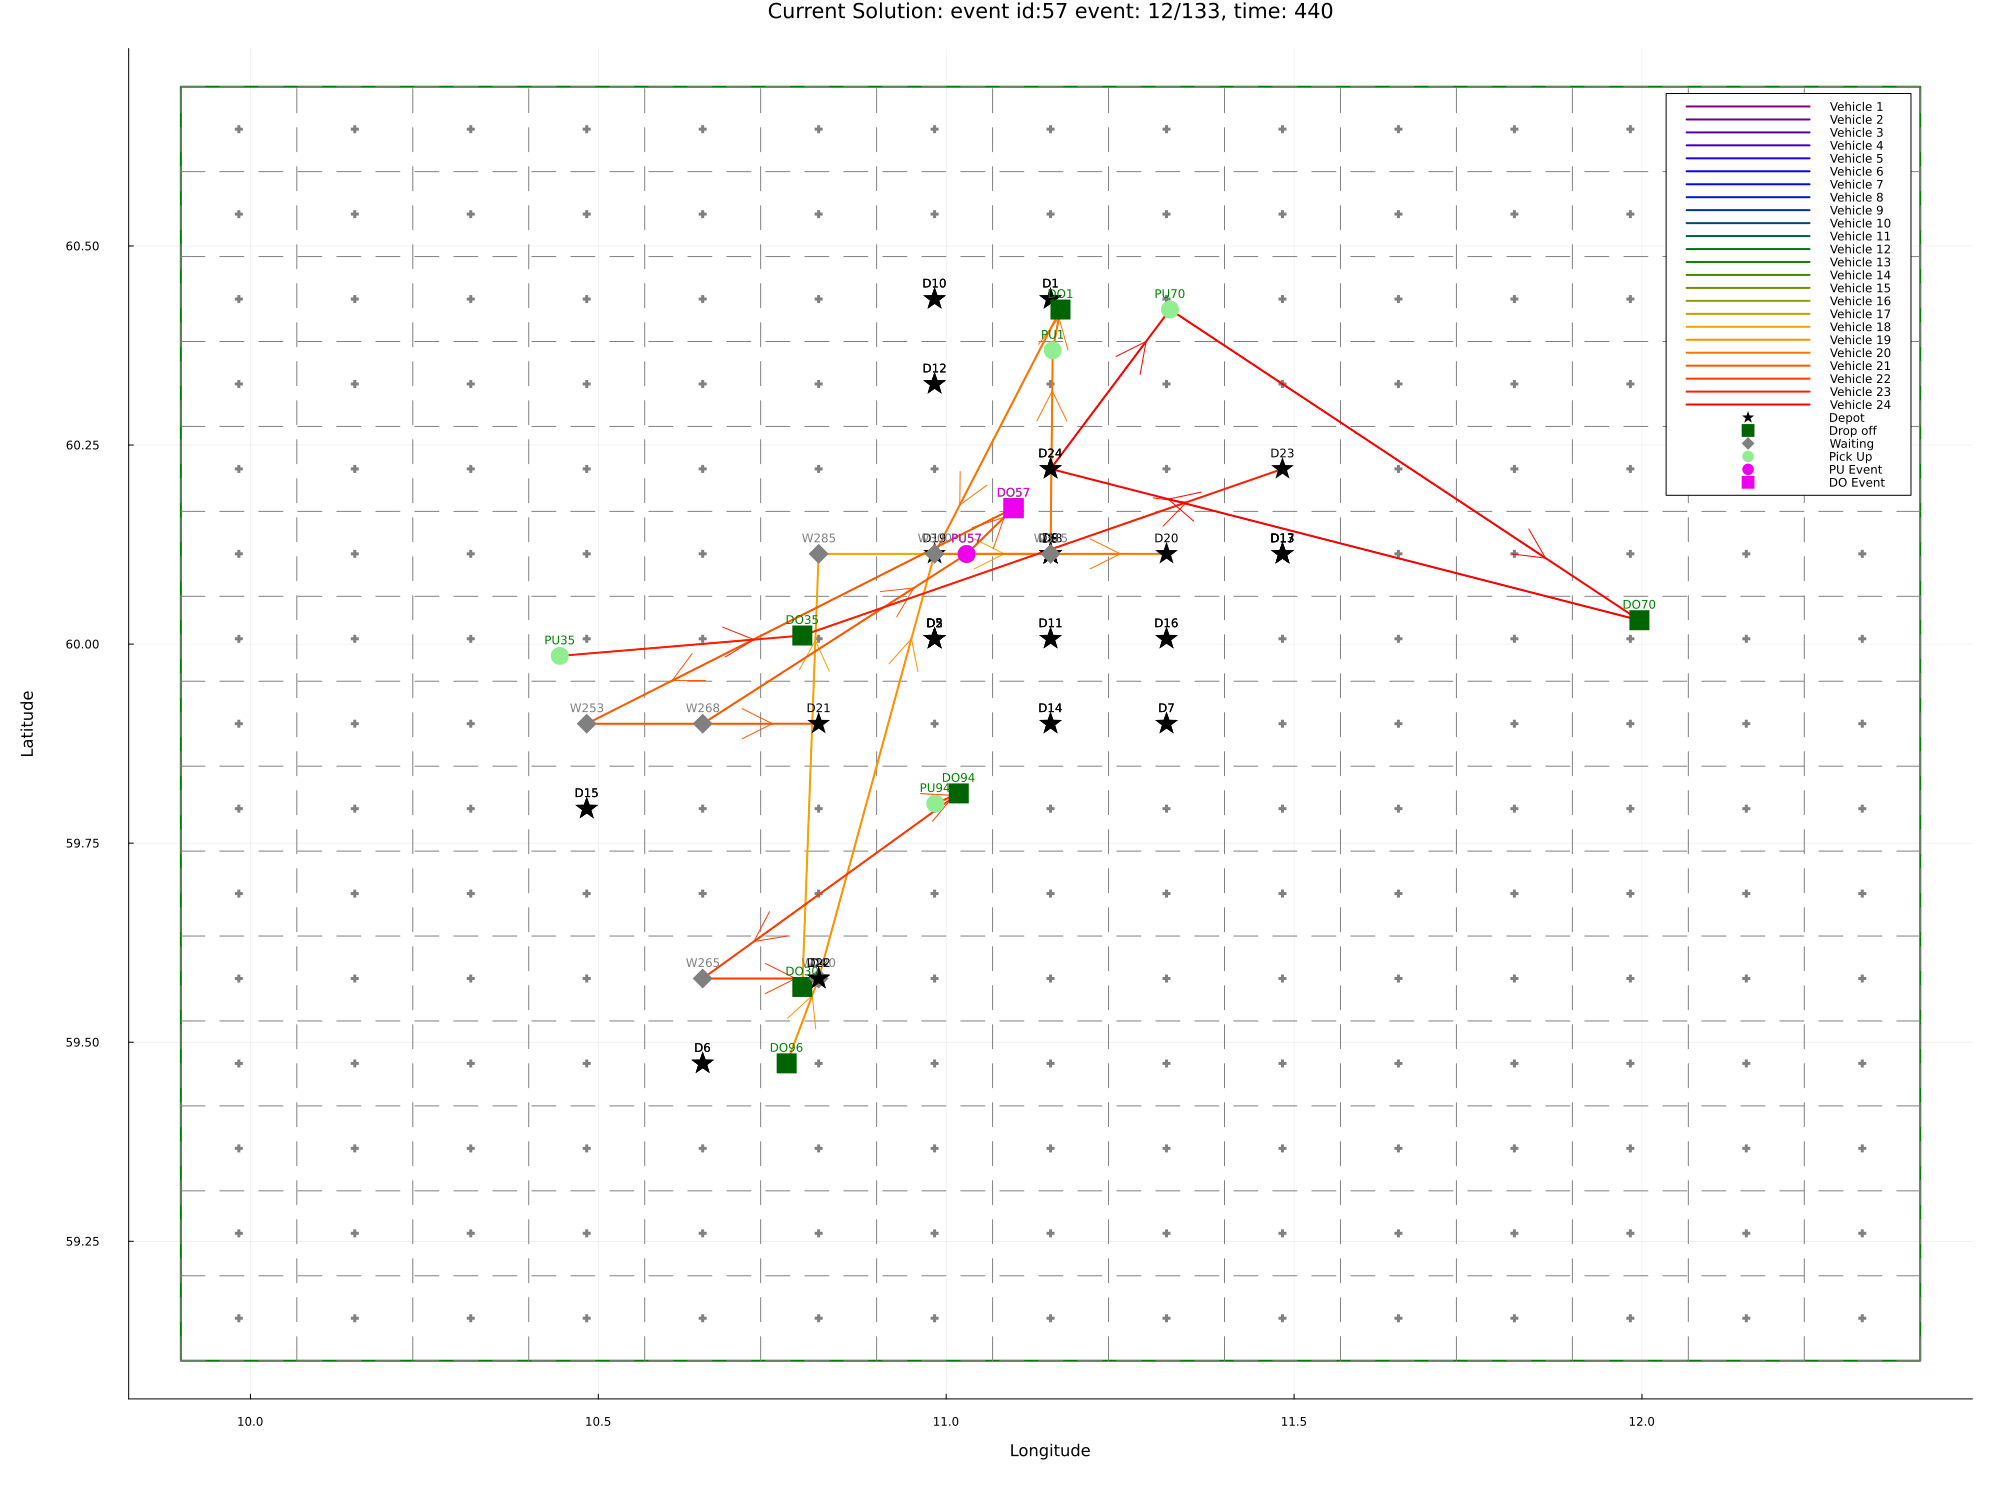 Current Solution: event id:57 event: 12/133, time: 440
Vehicle 1
Vehicle 2
Vehicle 3
Vehicle 4
Vehicle 5
Vehicle 6
Vehicle 7
Vehicle 8
Vehicle 9
Vehicle 10
Vehicle 11
Vehicle 12
Vehicle 13
Vehicle 14
Vehicle 15
Vehicle 16
Vehicle 17
Vehicle 18
Vehicle 19
Vehicle 20
Vehicle 21
Vehicle 22
Vehicle 23
Vehicle 24
Depot
Drop off
Waiting
Pick Up
PU Event
DO Event
60.50
60.25
60.00
59.75
59.50
59.25
Latitude
D10
D1
DO1
PU70
PU1
D12
D24
D23
DO57
W285
D19
PU57
D20
DO70
DO35
PU35
D11
D16
W253
W268
D21
D14
D7
DO94
PU94
D15
W265
D22
DO30
D6
DO96
10.0
10.5
11.0
11.5
12.0
Longitude